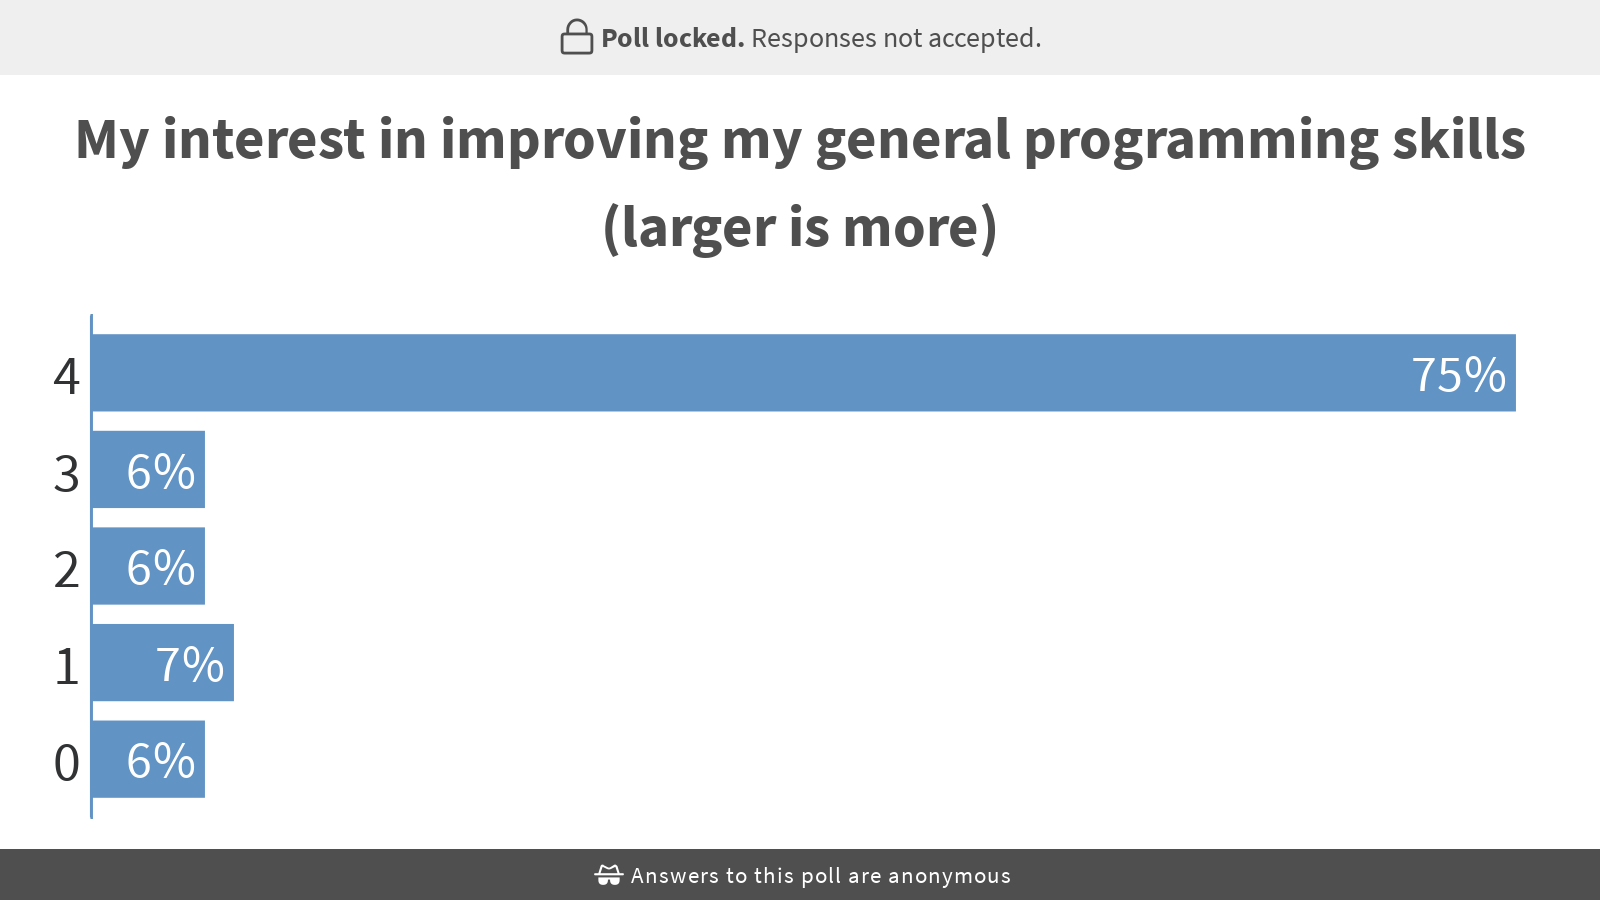 Poll locked. Responses not accepted.
My interest in improving my general programming skills
(larger is more)
4 75%
3 6%
2 6%
1 7%
0 6%
Answers to this poll are anonymous